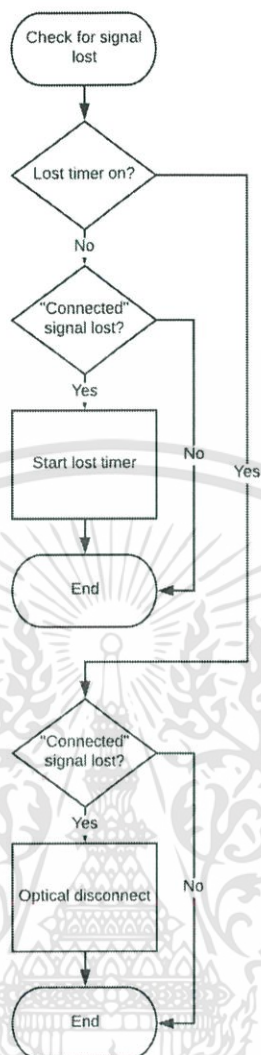 Check for signal
lost
Lost timer on?
No
"Connected"
signal lost?
Yes
Start lost timer
No
Yes
End
"Connected"
signal lost?
Yes
Optical disconnect
No
End